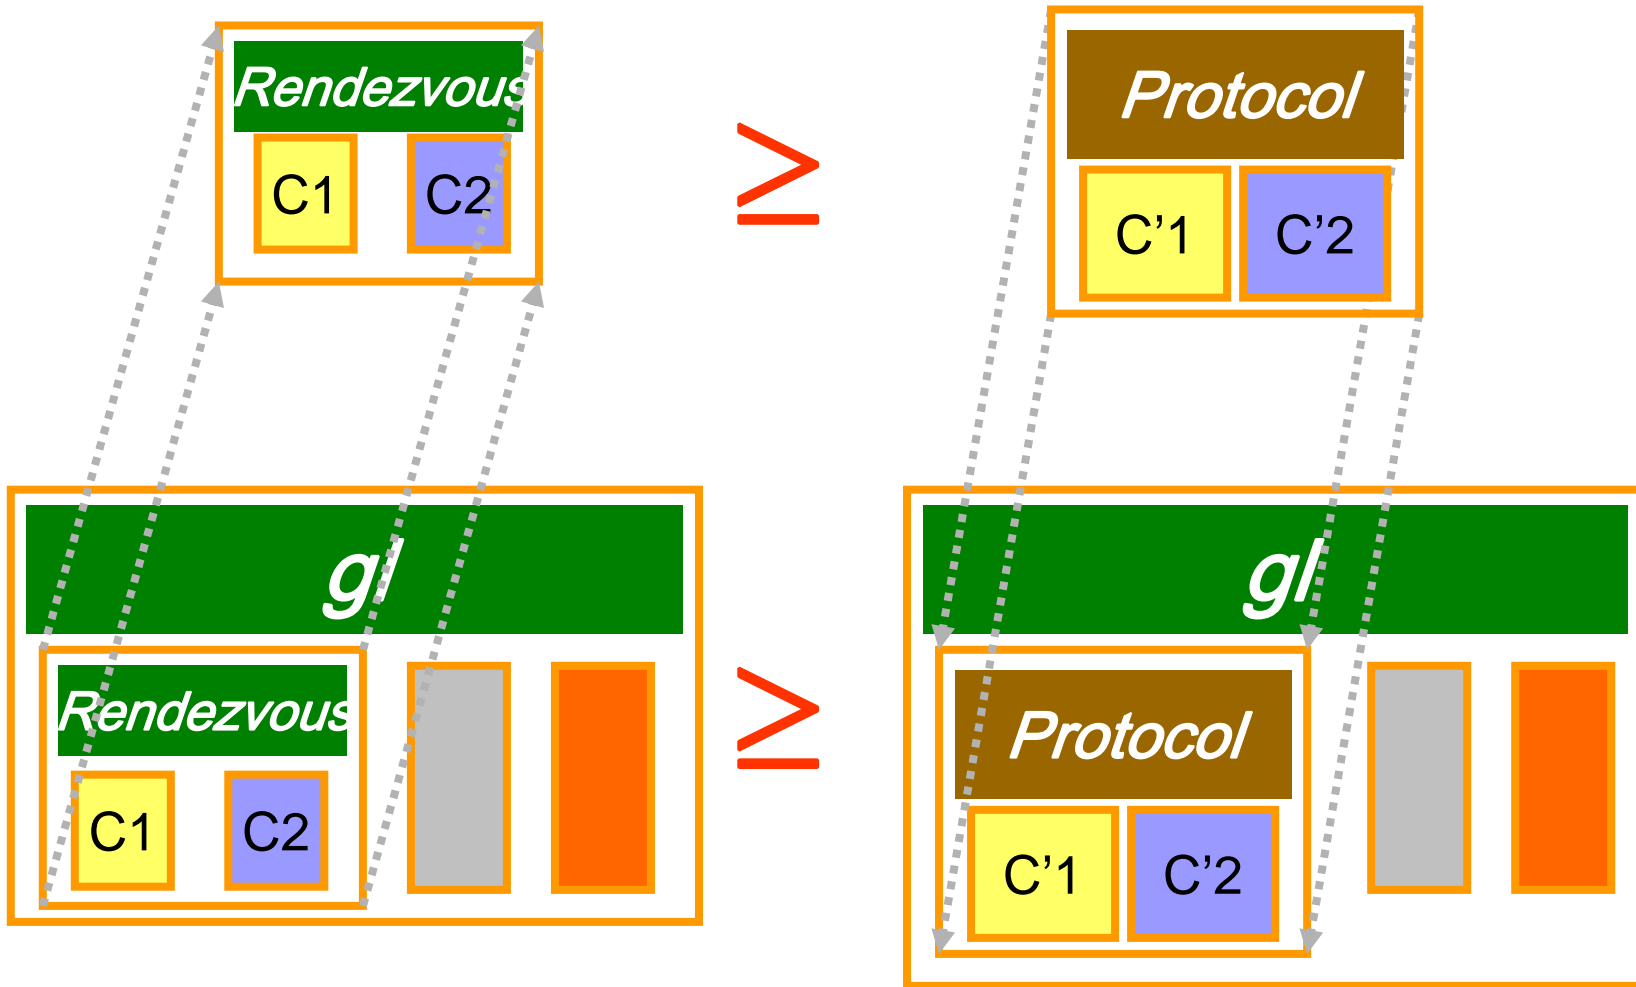 Rendezvous
C1 C2
≥
Protocol
C’1 C’2
gl
Rendezvous
C1 C2
≥
gl
Protocol
C’1 C’2